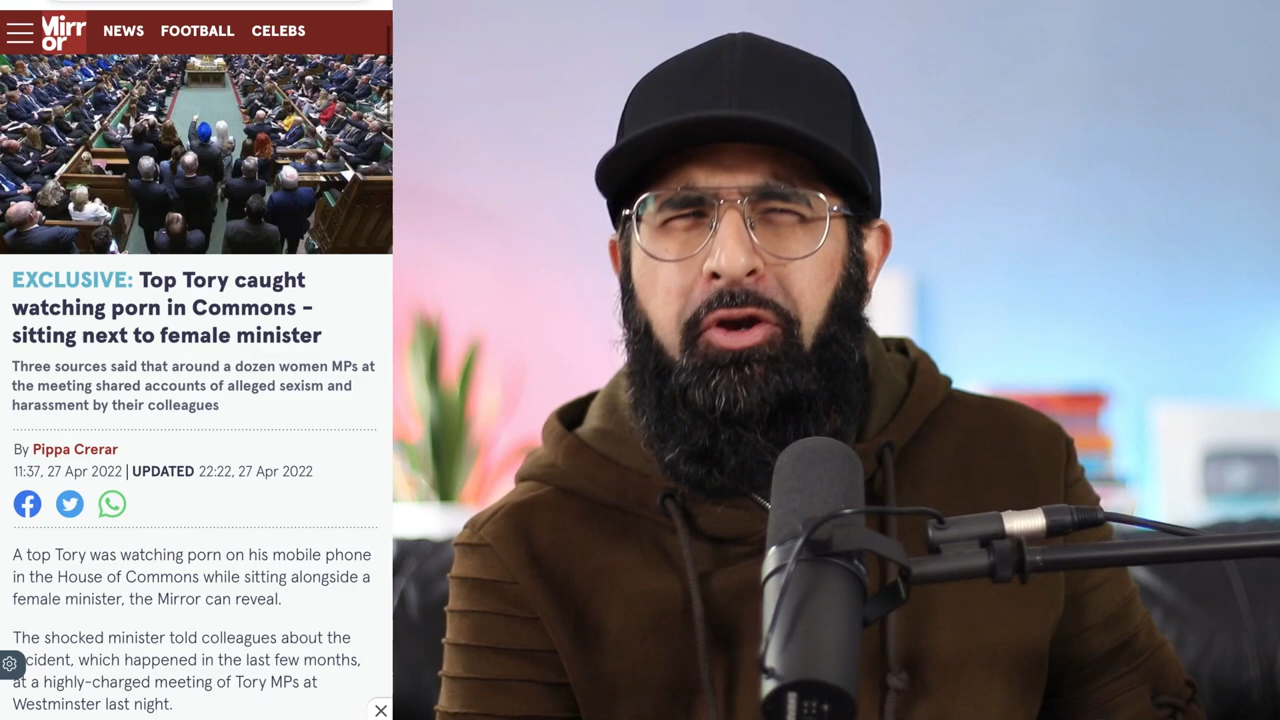 Mirr
or
NEWS FOOTBALL CELEBS
EXCLUSIVE: Top Tory caught
watching porn in Commons -
sitting next to female minister
Three sources said that around a dozen women MPs at
the meeting shared accounts of alleged sexism and
harassment by their colleagues
By Pippa Crerar
11:37, 27 Apr 2022 | UPDATED 22:22, 27 Apr 2022
A top Tory was watching porn on his mobile phone
in the House of Commons while sitting alongside a
female minister, the Mirror can reveal.
The shocked minister told colleagues about the
cident, which happened in the last few months,
at a highly-charged meeting of Tory MPs at
Westminster last night.